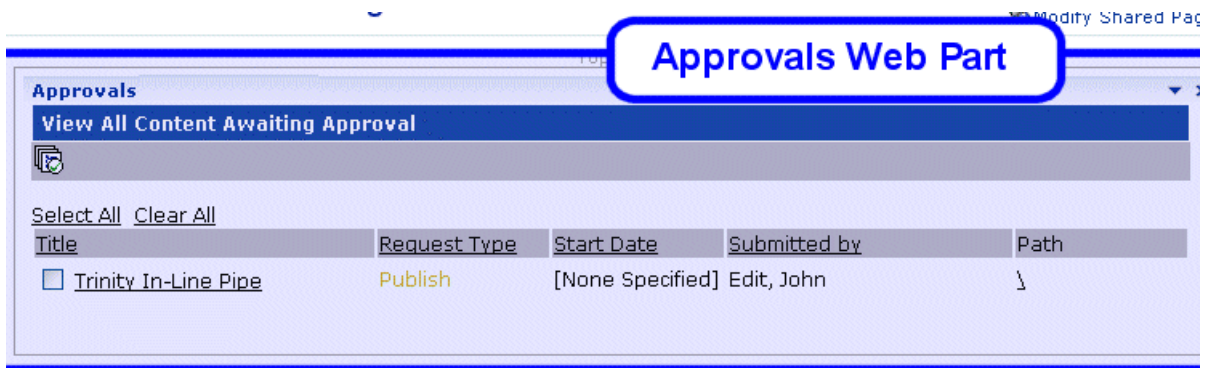 Modify Shared Pag
Approvals Web Part
Approvals
View All Content Awaiting Approval
Select All Clear All
Title Request Type Start Date Submitted by Path
Trinity In-Line Pipe Publish [None Specified] Edit, John \